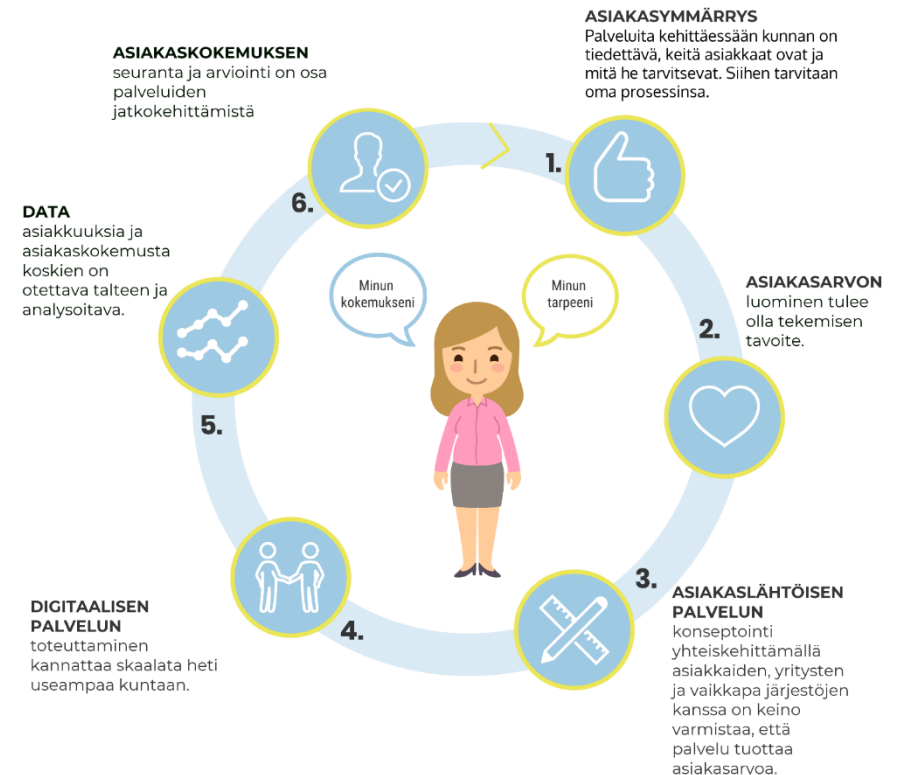 ASIAKASYMMÄRRYS
Palveluita kehittäessään kunnan on
tiedettävä, keitä asiakkaat ovat ja
mitä he tarvitsevat. Siihen tarvitaan
oma prosessinsa.
1.
ASIAKASARVON
luominen tulee
olla tekemisen
tavoite.
2.
ASIAKASLÄHTÖISEN
PALVELUN
konseptointi
yhteiskehittämällä
asiakkaiden, yritysten
ja vaikkapa järjestöjen
kanssa on keino
varmistaa, että
palvelu tuottaa
asiakasarvoa.
3.
DIGITAALISEN
PALVELUN
toteuttaminen
kannattaa skaalata heti
useampaa kuntaan.
4.
DATA
asiakkuuksia ja
asiakaskokemusta
koskien on
otettava talteen ja
analysoitava.
5.
ASIAKASKOKEMUKSEN
seuranta ja arviointi on osa
palveluiden
jatkokehittämistä
6.
Minun
kokemukseni
Minun
tarpeeni